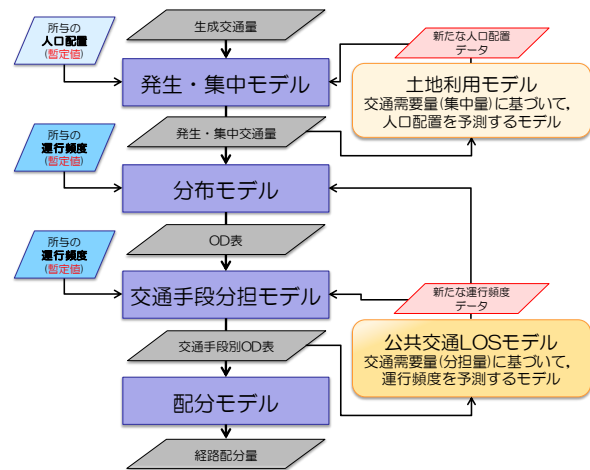 所与の
人口配置
(暫定値)
生成交通量
新たな人口配置
データ
発生・集中モデル
土地利用モデル
交通需要量(集中量)に基づいて,
人口配置を予測するモデル
発生・集中交通量
所与の
運行頻度
(暫定値)
分布モデル
OD表
所与の
運行頻度
(暫定値)
交通手段分担モデル
新たな運行頻度
データ
交通手段別OD表
公共交通LOSモデル
交通需要量(分担量)に基づいて,
運行頻度を予測するモデル
配分モデル
経路配分量